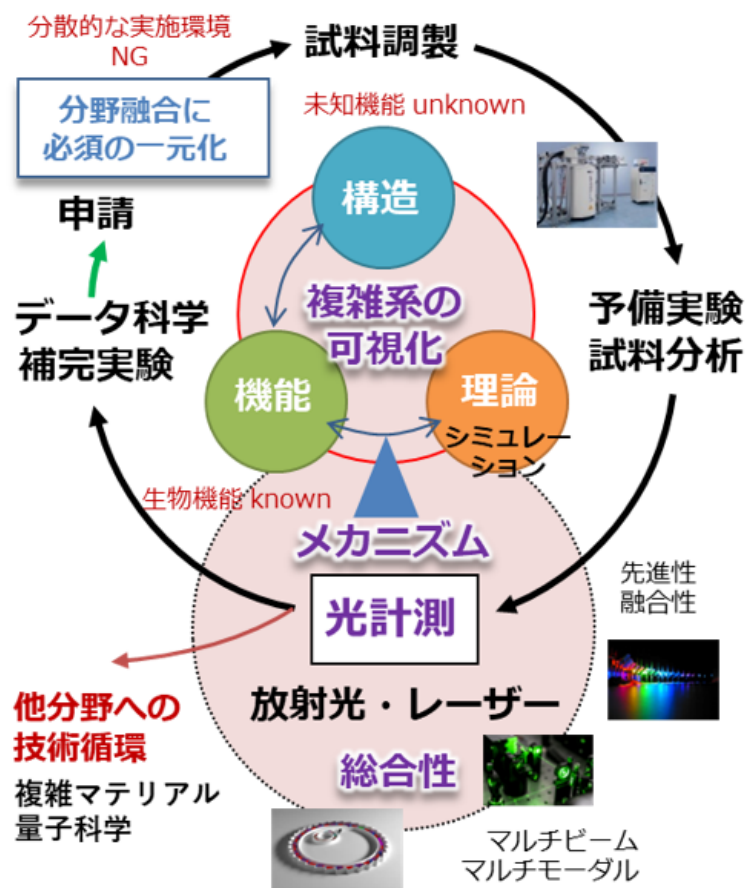 分散的な実施環境
NG
試料調製
分野融合に
必須の一元化
未知機能 unknown
構造
申請
複雑系の
可視化
データ科学
補完実験
予備実験
試料分析
機能
理論
シミュレー
ション
生物機能 known
メカニズム
先進性
融合性
光計測
放射光・レーザー
他分野への
技術循環
総合性
複雑マテリアル
量子科学
マルチビーム
マルチモーダル